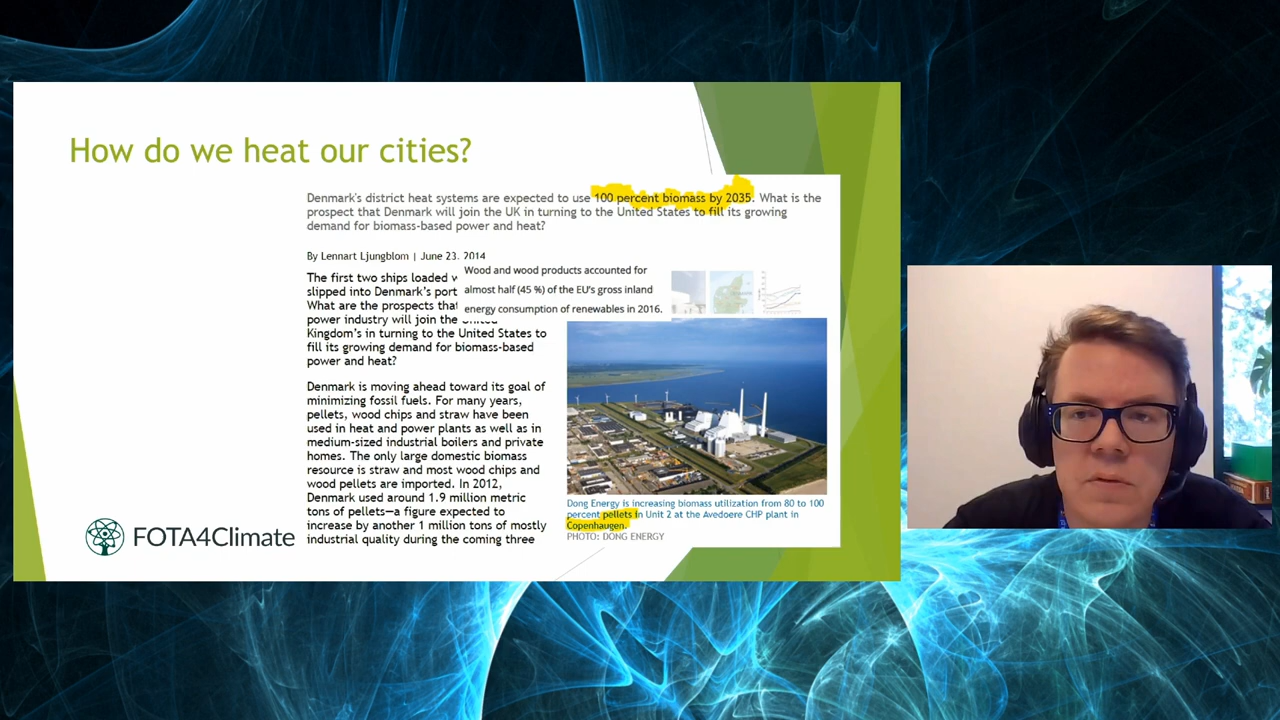 How do we heat our cities?
Denmark's district heat systems are expected to use 100 percent biomass by 2035. What is the
prospect that Denmark will join the UK in turning to the United States to fill its growing
demand for biomass-based power and heat?
By Lennart Ljungblom | June 23, 2014
The first two ships loaded
slipped into Denmark's port
What are the prospects that
power industry will join the
Kingdom's in turning to the United States to
fill its growing demand for biomass-based
power and heat?
Wood and wood products accounted for
almost half (45 %) of the EU's gross inland
energy consumption of renewables in 2016.
Denmark is moving ahead toward its goal of
minimizing fossil fuels. For many years,
pellets, wood chips and straw have been
used in heat and power plants as well as in
medium-sized industrial boilers and private
homes. The only large domestic biomass
resource is straw and most wood chips and
wood pellets are imported. In 2012,
Denmark used around 1.9 million metric
tons of pellets—a figure expected to
increase by another 1 million tons of mostly
industrial quality during the coming three
Dong Energy is increasing biomass utilization from 80 to 100
percent pellets in Unit 2 at the Avedoere CHP plant in
Copenhaugen.
PHOTO: DONG ENERGY
FOTA4Climate